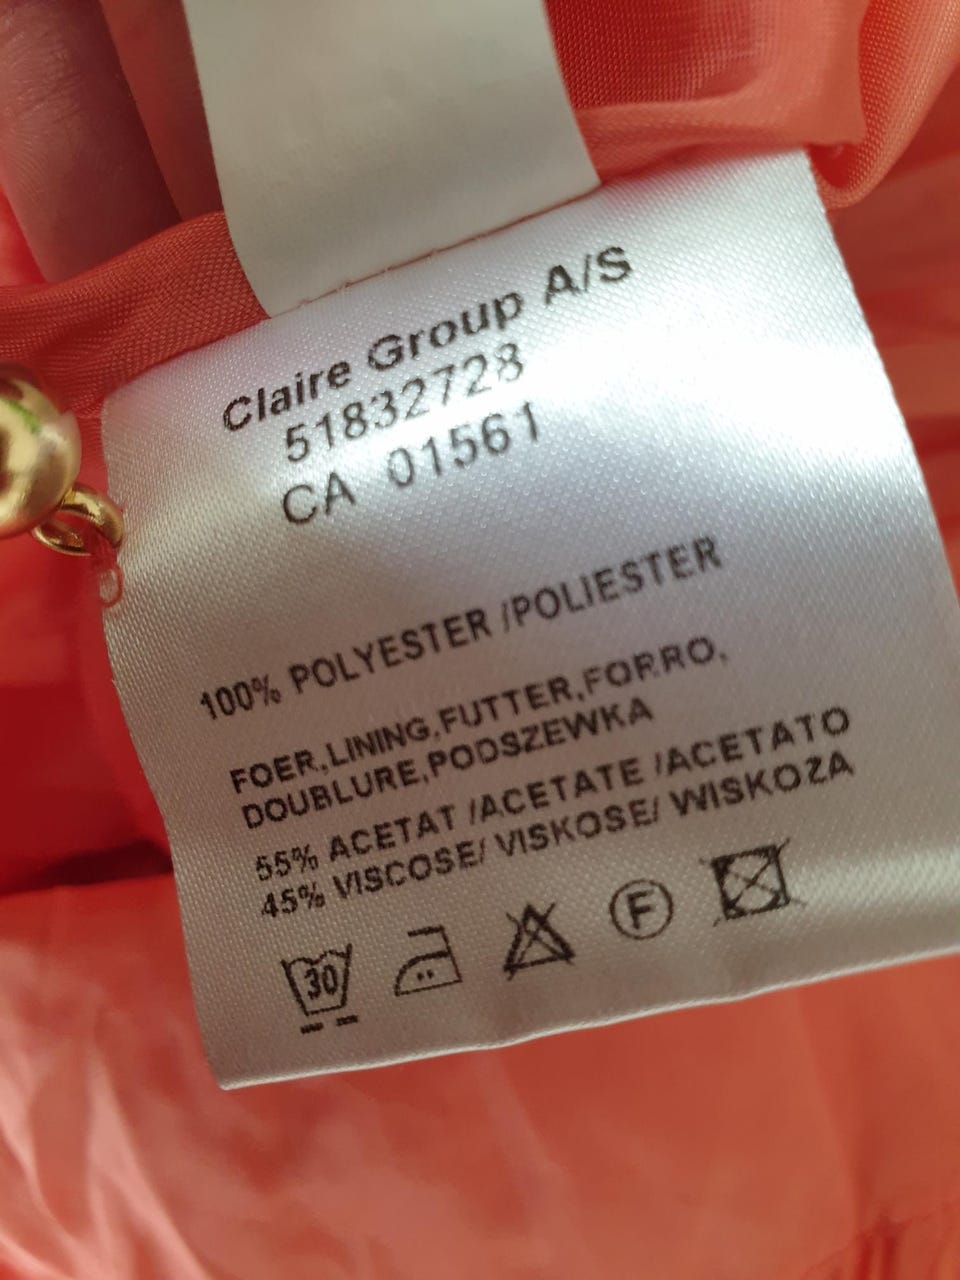 Claire Group A/S
51832728
CA 01561
100% POLYESTER /POLIESTER
FOER,LINING,FUTTER,FORRO,
DOUBLURE,PODSZEWKA
55% ACETAT /ACETATE /ACETATO
45% VISCOSE/ VISKOSE/ WISKOZA
30
F